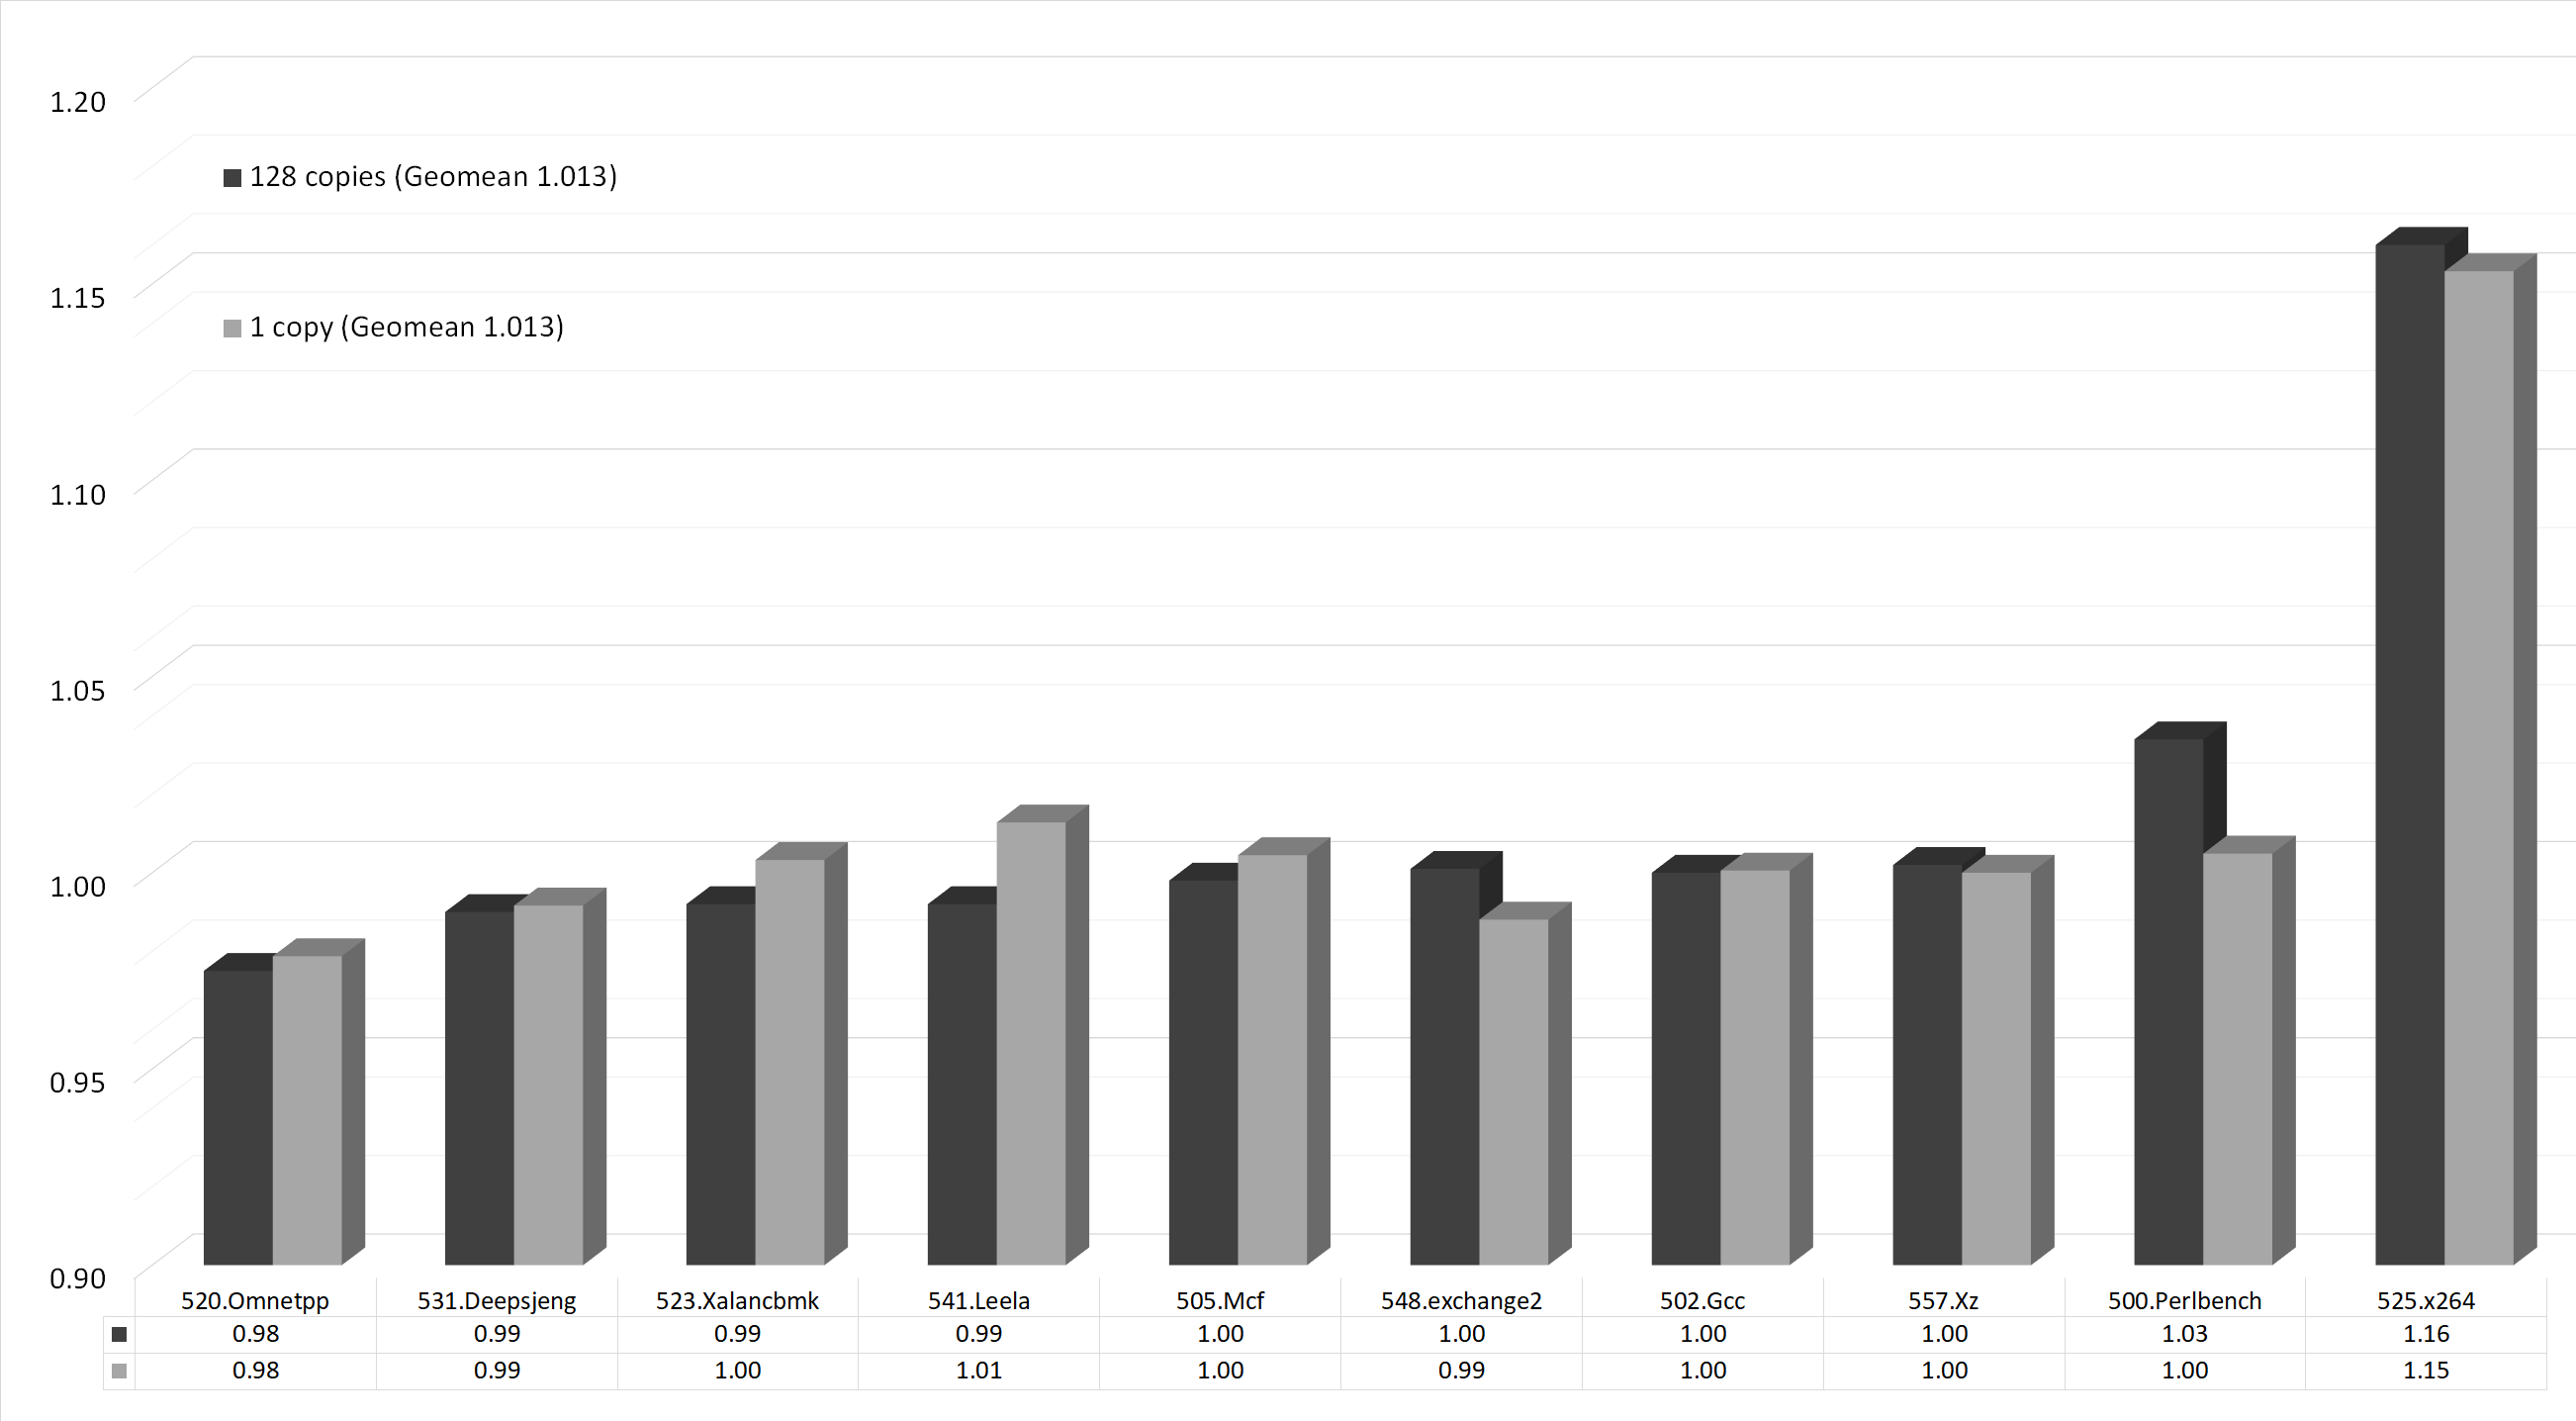 1.20
128 copies (Geomean 1.013)
1.15
1 copy (Geomean 1.013)
1.10
1.05
1.00
0.95
0.90
520.Omnetpp 531.Deepsjeng 523.Xalancbmk 541.Leela 505.Mcf 548.exchange2 502.Gcc 557.Xz 500.Perlbench 525.x264
0.98 0.99 0.99 0.99 1.00 1.00 1.00 1.00 1.03 1.16
0.98 0.99 1.00 1.01 1.00 0.99 1.00 1.00 1.00 1.15